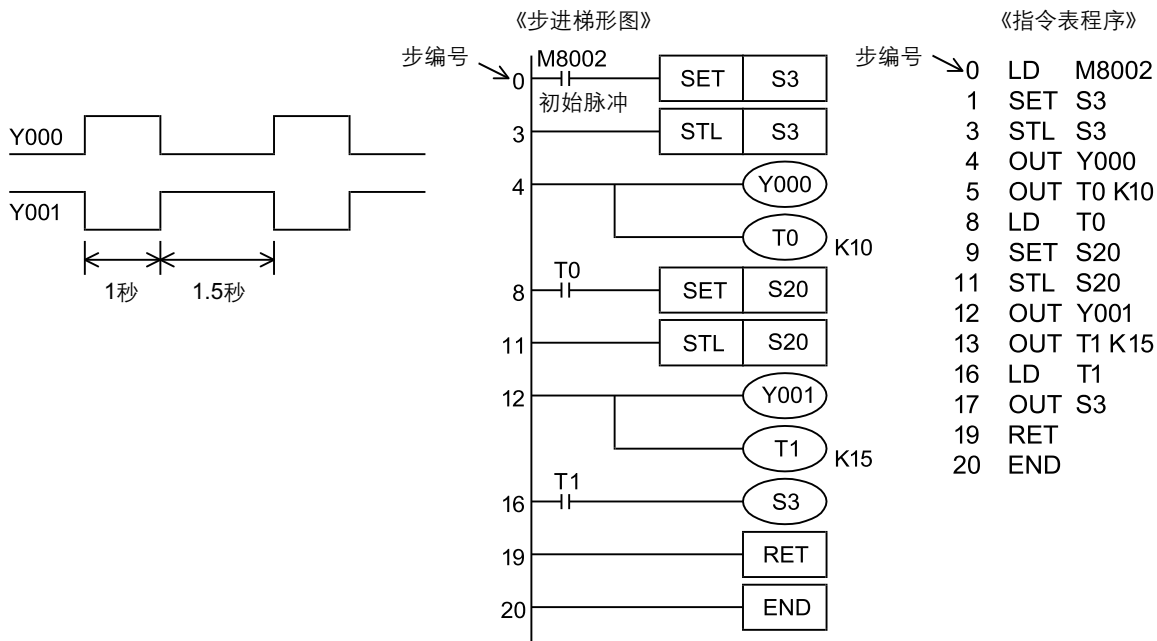 Y000
Y001
1秒
1.5秒
《步进梯形图》
步编号
0
M8002
初始脉冲
SET S3
3
STL S3
4
Y000
T0 K10
8
T0
SET S20
11
STL S20
12
Y001
T1 K15
16
T1
S3
19
RET
20
END
《指令表程序》
步编号
0 LD M8002
1 SET S3
3 STL S3
4 OUT Y000
5 OUT T0 K10
8 LD T0
9 SET S20
11 STL S20
12 OUT Y001
13 OUT T1 K15
16 LD T1
17 OUT S3
19 RET
20 END